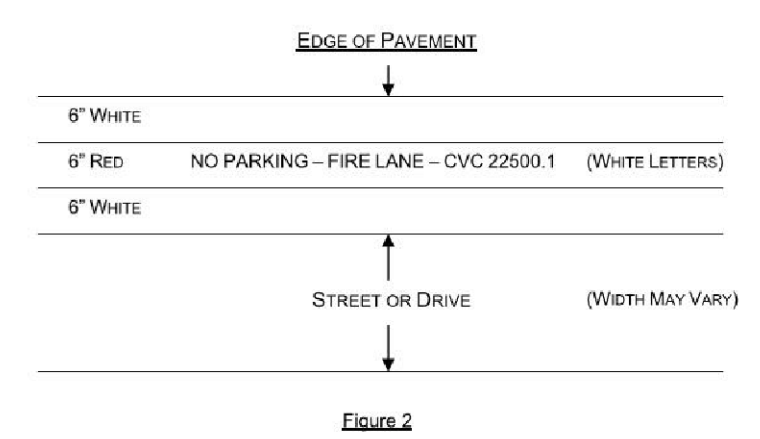 EDGE OF PAVEMENT
6" WHITE
6" RED NO PARKING – FIRE LANE – CVC 22500.1 (WHITE LETTERS)
6" WHITE
STREET OR DRIVE (WIDTH MAY VARY)
Figure 2